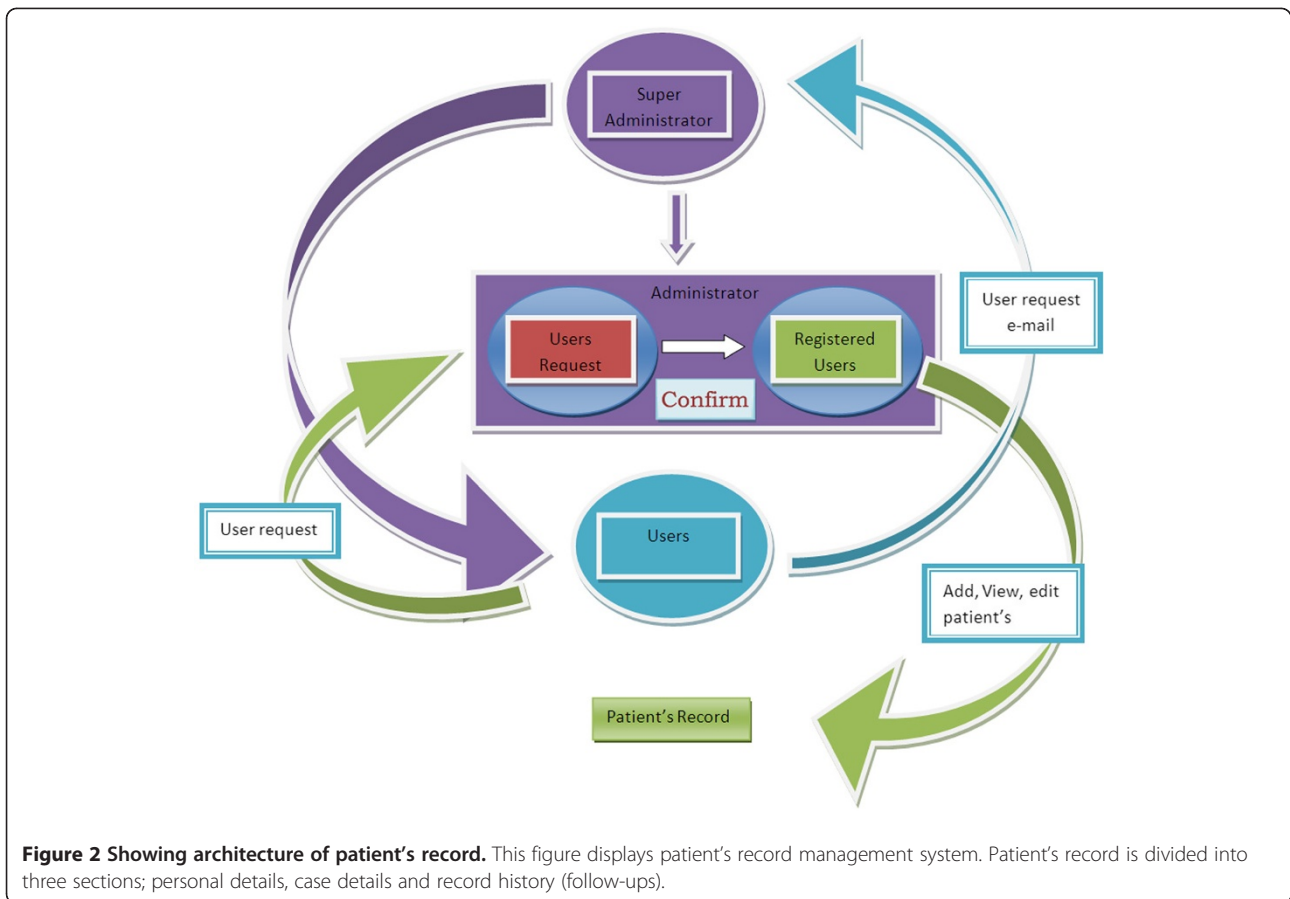 Super
Administrator
Administrator
Users
Request
Confirm
Registered
Users
User request
e-mail
User request
Users
Add, View, edit
patient's
Patient's Record
Figure 2 Showing architecture of patient's record. This figure displays patient's record management system. Patient's record is divided into
three sections; personal details, case details and record history (follow-ups).